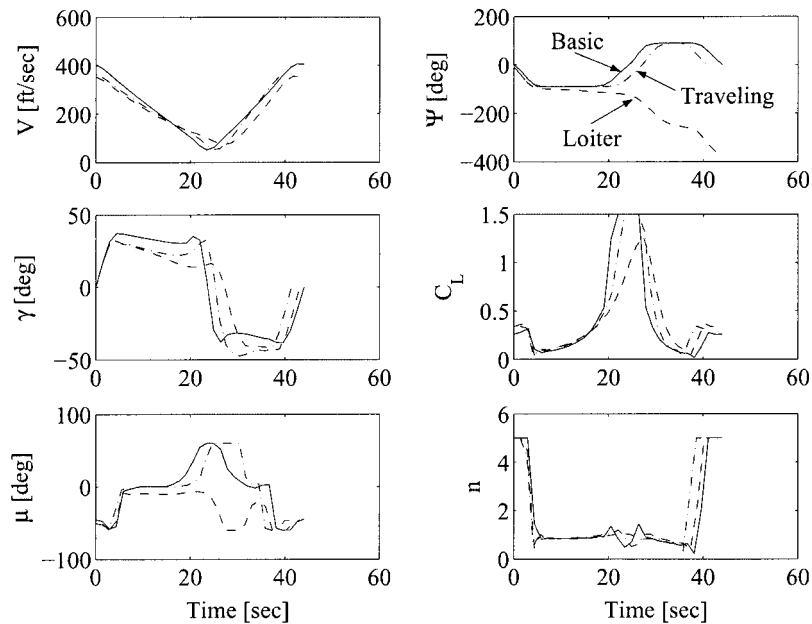 600
400
200
0
V [ft/sec]
0 20 40 60
200
0
−200
−400
Ψ [deg]
Basic
Traveling
Loiter
0 20 40 60
50
0
−50
γ [deg]
0 20 40 60
1.5
1
0.5
0
C_L
0 20 40 60
100
0
−100
μ [deg]
0 20 40 60
Time [sec]
6
4
2
0
n
0 20 40 60
Time [sec]